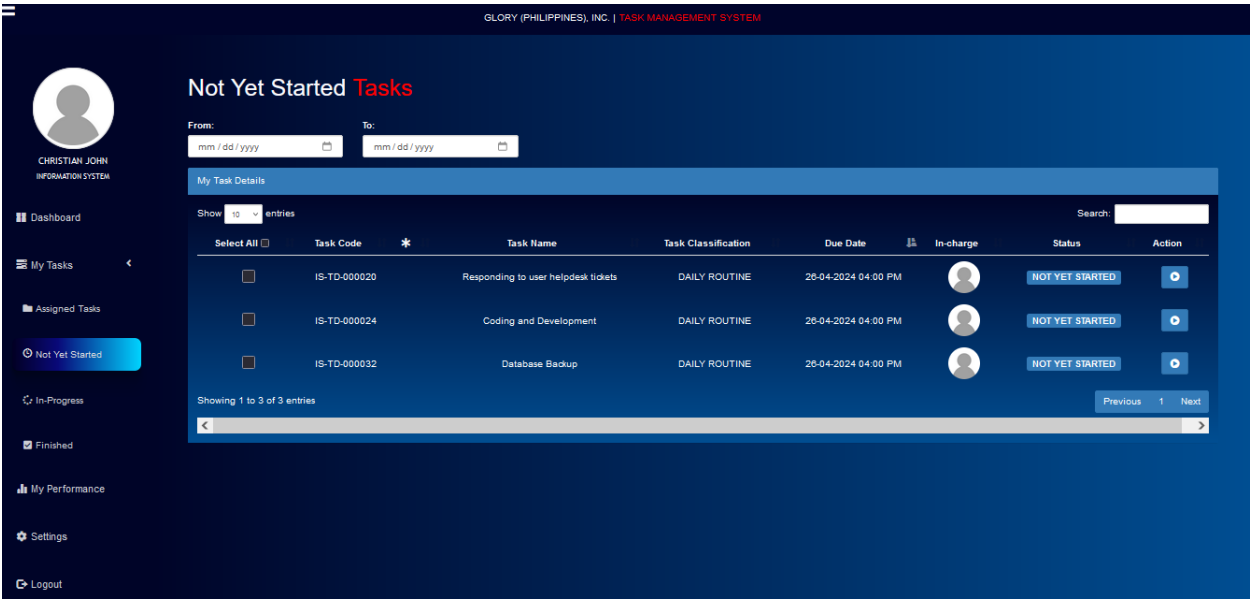 GLORY (PHILIPPINES), INC. | TASK MANAGEMENT SYSTEM
CHRISTIAN JOHN
INFORMATION SYSTEM
Dashboard
My Tasks
Assigned Tasks
Not Yet Started
In-Progress
Finished
My Performance
Settings
Logout
Not Yet Started Tasks
From: To:
mm / dd / yyyy mm / dd / yyyy
My Task Details
Show 10 entries Search:
Select All Task Code Task Name Task Classification Due Date In-charge Status Action
IS-TD-000020 Responding to user helpdesk tickets DAILY ROUTINE 26-04-2024 04:00 PM NOT YET STARTED
IS-TD-000024 Coding and Development DAILY ROUTINE 26-04-2024 04:00 PM NOT YET STARTED
IS-TD-000032 Database Backup DAILY ROUTINE 26-04-2024 04:00 PM NOT YET STARTED
Showing 1 to 3 of 3 entries Previous 1 Next